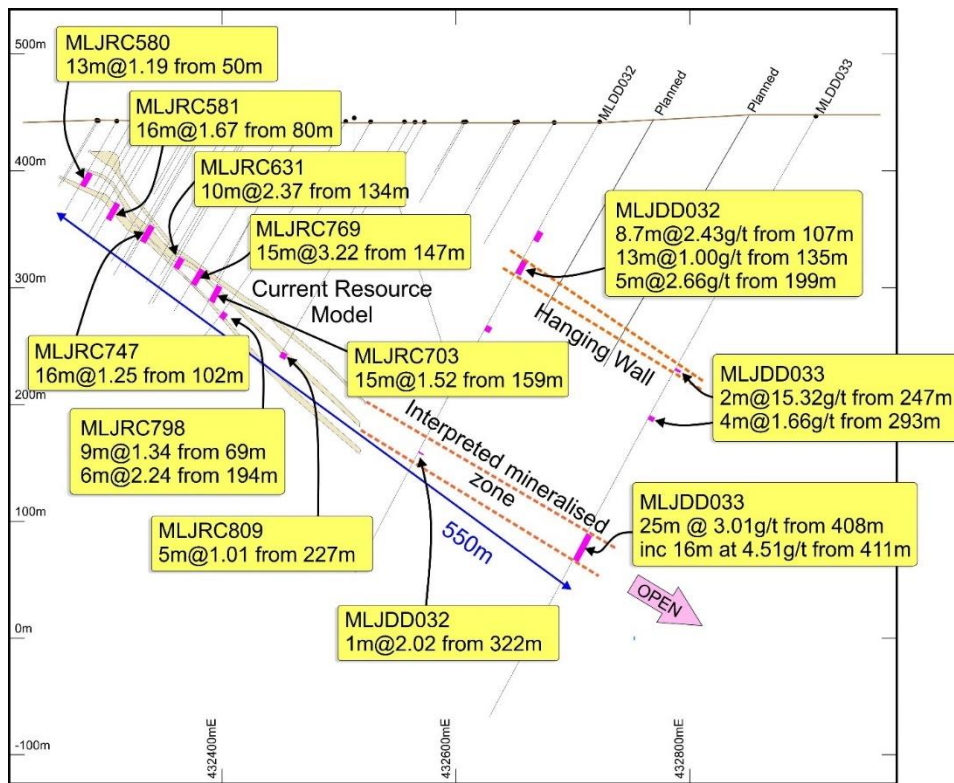 500m
400m
300m
200m
100m
0m
-100m
MLJRC580
13m@1.19 from 50m
MLJRC581
16m@1.67 from 80m
MLJRC631
10m@2.37 from 134m
MLJRC769
15m@3.22 from 147m
MLDD032
Planned
Planned
MLDD033
MLJDD032
8.7m@2.43g/t from 107m
13m@1.00g/t from 135m
5m@2.66g/t from 199m
Current Resource
Model
Hanging Wall
MLJRC747
16m@1.25 from 102m
MLJRC703
15m@1.52 from 159m
MLJDD033
2m@15.32g/t from 247m
4m@1.66g/t from 293m
MLJRC798
9m@1.34 from 69m
6m@2.24 from 194m
Interpreted mineralised
zone
MLJRC809
5m@1.01 from 227m
550m
MLJDD033
25m @ 3.01g/t from 408m
inc 16m at 4.51g/t from 411m
OPEN
MLJDD032
1m@2.02 from 322m
432400mE
432600mE
432800mE